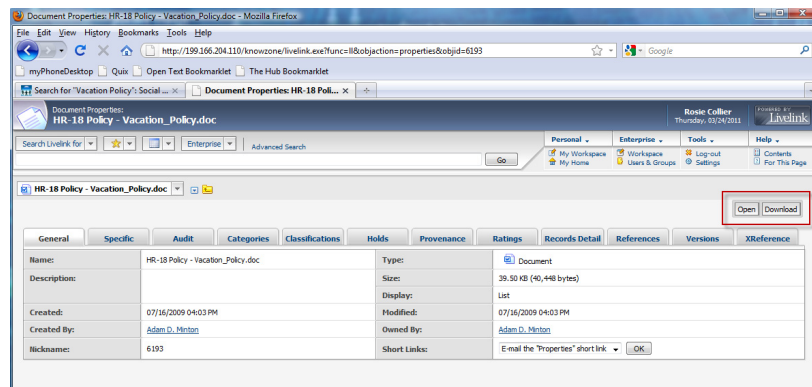 Document Properties: HR-18 Policy - Vacation_Policy.doc - Mozilla Firefox
File Edit View History Bookmarks Tools Help
http://199.166.204.110/knowzone/livelink.exe?func=ll&objaction=properties&objid=6193
Google
myPhoneDesktop Quix Open Text Bookmarklet The Hub Bookmarklet
Search for "Vacation Policy": Social ... Document Properties: HR-18 Poli...
Document Properties:
HR-18 Policy - Vacation_Policy.doc
Rosie Collier
Thursday, 03/24/2011
POWERED BY
Livelink
Search Livelink for Enterprise Advanced Search
Go
Personal Enterprise Tools Help
My Workspace Workspace Log-out Contents
My Home Users & Groups Settings For This Page
HR-18 Policy - Vacation_Policy.doc
Open Download
General Specific Audit Categories Classifications Holds Provenance Ratings Records Detail References Versions XReference
Name: HR-18 Policy - Vacation_Policy.doc Type: Document
Description: Size: 39.50 KB (40,448 bytes)
Display: List
Created: 07/16/2009 04:03 PM Modified: 07/16/2009 04:03 PM
Created By: Adam D. Minton Owned By: Adam D. Minton
Nickname: 6193 Short Links: E-mail the "Properties" short link OK